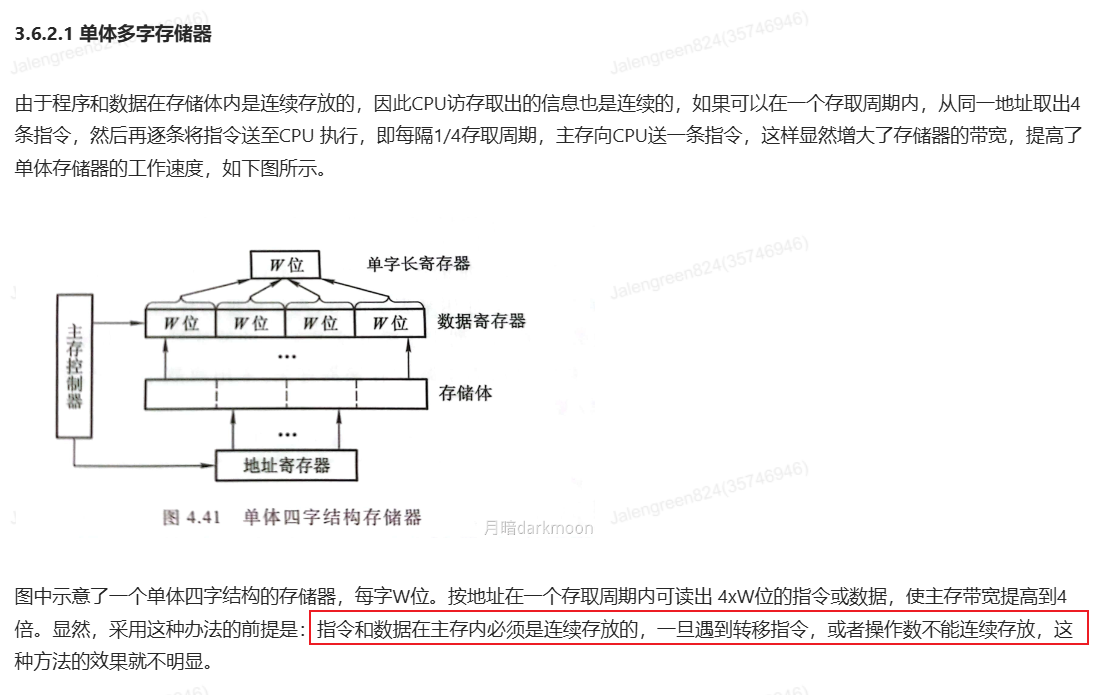 3.6.2.1 单体多字存储器
Jalengreen824(35746946)
Jalengreen824(35746946)
由于程序和数据在存储体内是连续存放的，因此CPU访存取出的信息也是连续的，如果可以在一个存取周期内，从同一地址取出4
条指令，然后再逐条将指令送至CPU 执行，即每隔1/4存取周期，主存向CPU送一条指令，这样显然增大了存储器的带宽，提高了
单体存储器的工作速度，如下图所示。
W位
单字长寄存器
Jalengreen824(35746946)
W位 W位 W位 W位
数据寄存器
主存控制器
...
存储体
...
地址寄存器
Jalengreen824(35746946)
图 4.41 单体四字结构存储器
月暗darkmoon
图中示意了一个单体四字结构的存储器，每字W位。按地址在一个存取周期内可读出 4xW位的指令或数据，使主存带宽提高到4
倍。显然，采用这种办法的前提是：指令和数据在主存内必须是连续存放的，一旦遇到转移指令，或者操作数不能连续存放，这
种方法的效果就不明显。